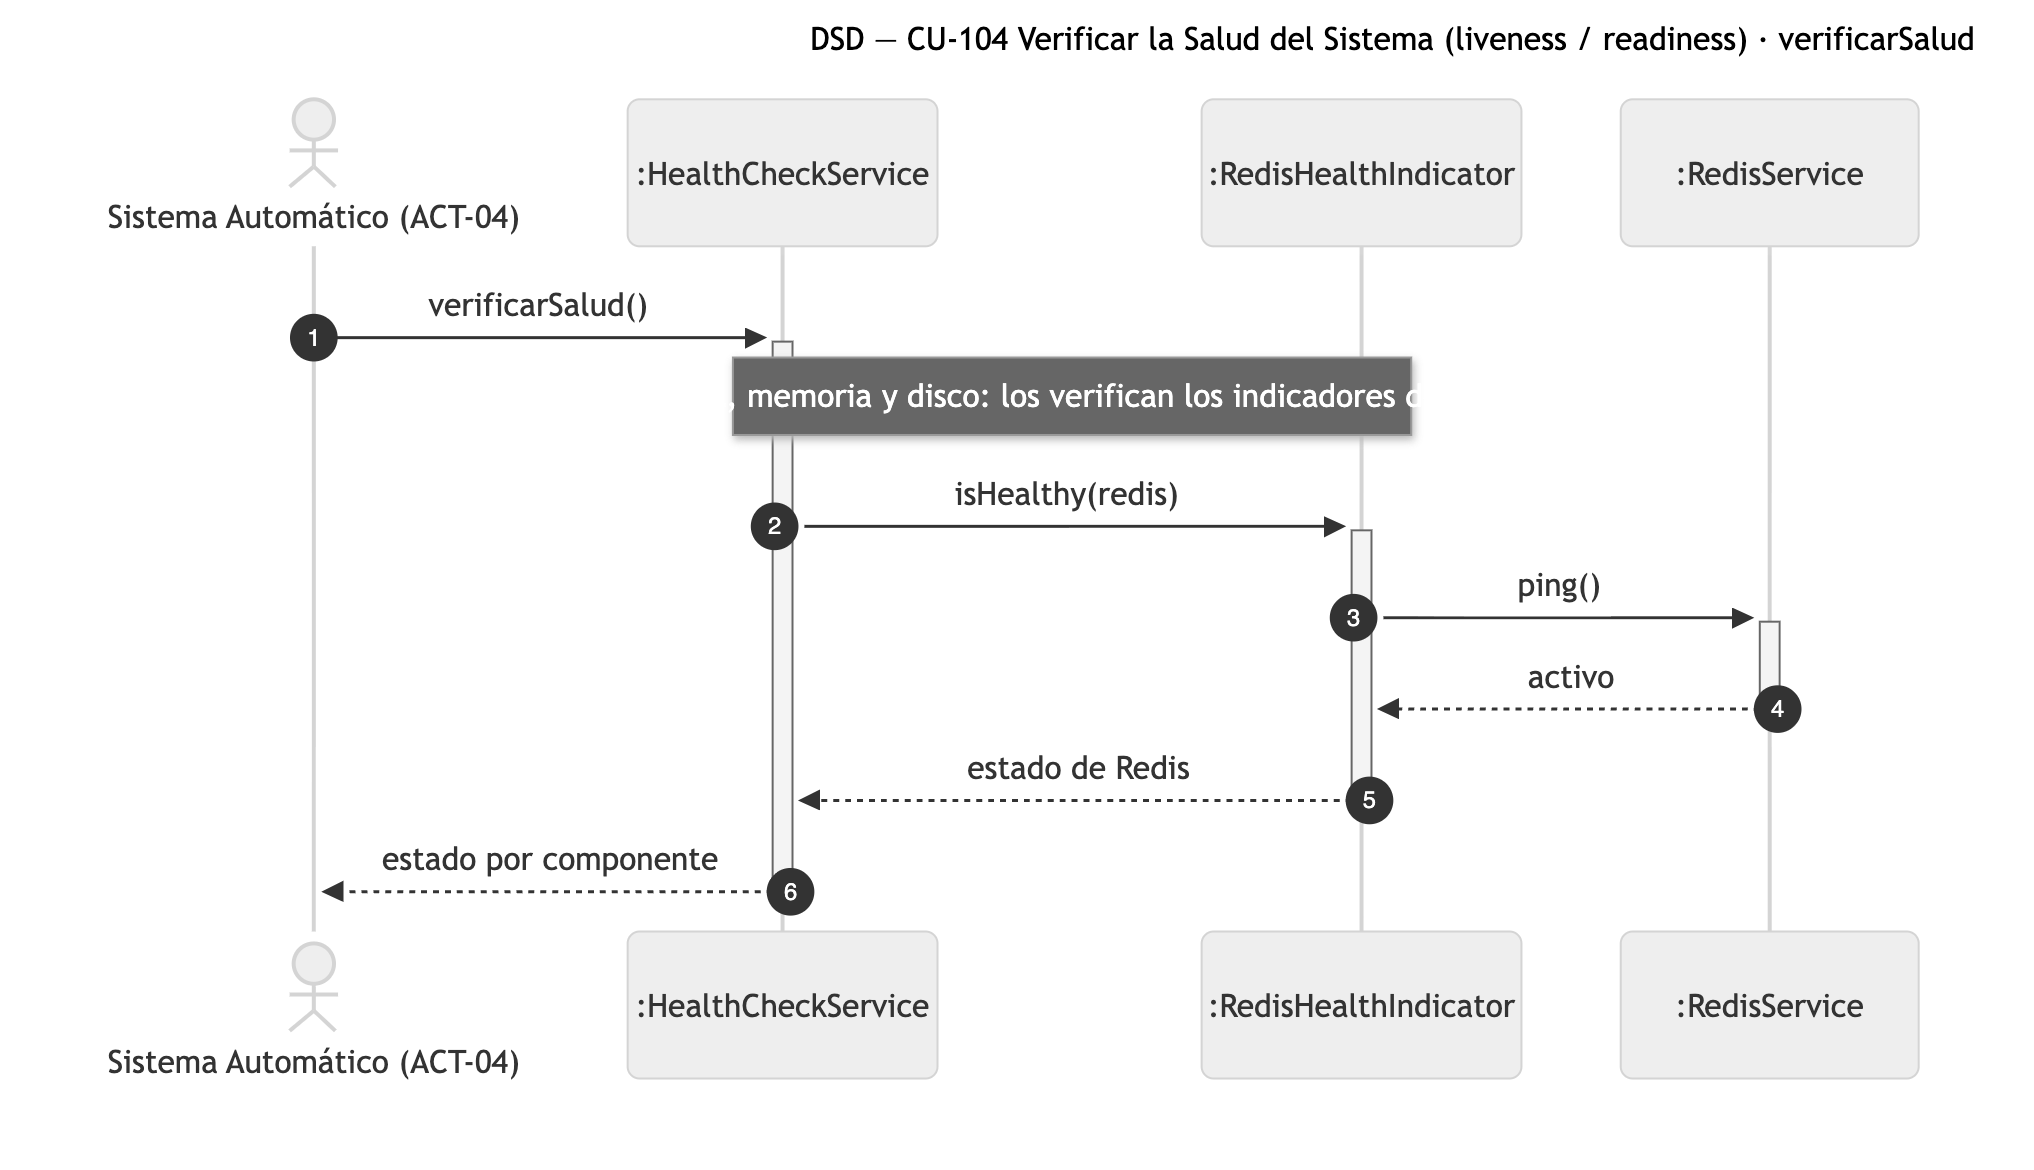 DSD — CU-104 Verificar la Salud del Sistema (liveness / readiness) · verificarSalud
Sistema Automático (ACT-04)
:HealthCheckService
:RedisHealthIndicator
:RedisService
verificarSalud()
1
, memoria y disco: los verifican los indicadores d
isHealthy(redis)
2
ping()
3
activo
4
estado de Redis
5
estado por componente
6
Sistema Automático (ACT-04)
:HealthCheckService
:RedisHealthIndicator
:RedisService